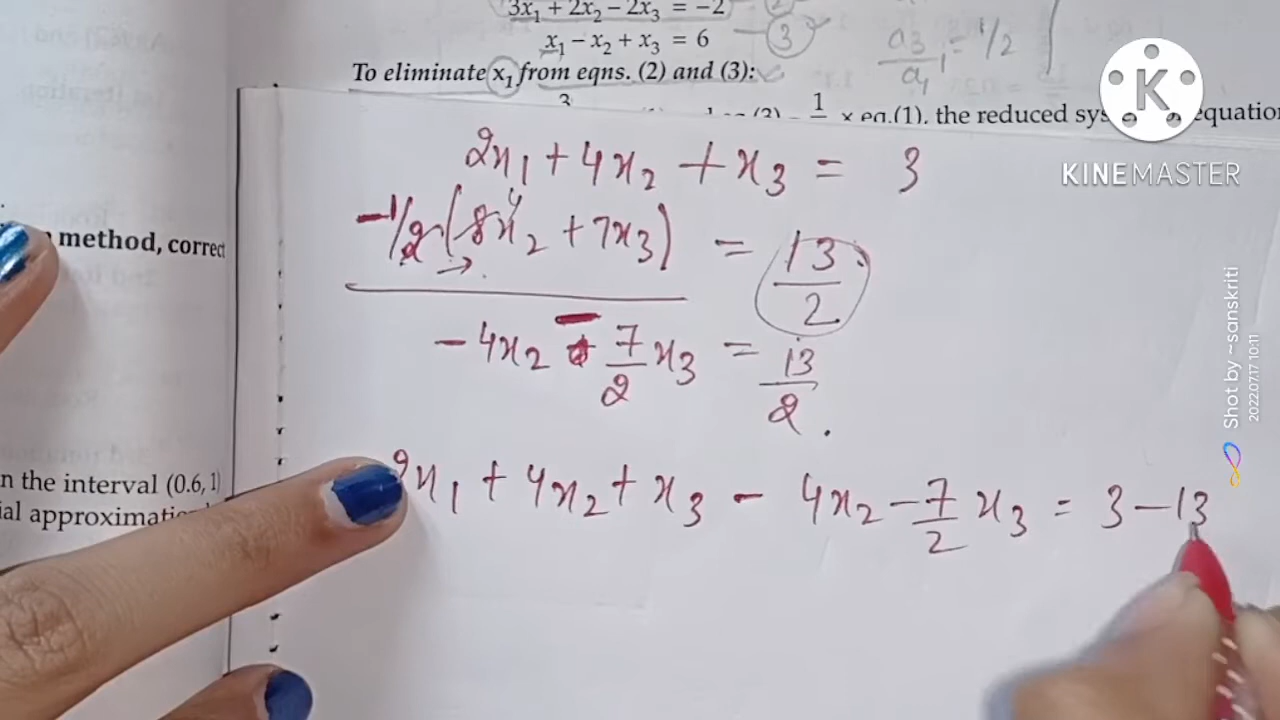 3x₁ + 2x₂ − 2x₃ = −2
x₁ − x₂ + x₃ = 6 — ③
a₃/a₁ = 1/2
To eliminate x₁ from eqns. (2) and (3):
1 × eq.(1), the reduced equation
K
KINEMASTER
2x₁ + 4x₂ + x₃ = 3
−1/2 (8x₂ + 7x₃) = 13/2
4
−4x₂ − 7/2 x₃ = 13/2.
2x₁ + 4x₂ + x₃ − 4x₂ − 7/2 x₃ = 3 − 13
method, correct
n the interval (0.6, 1)
ial approximati
Shot by ~sanskriti
2022.07.17 10:11